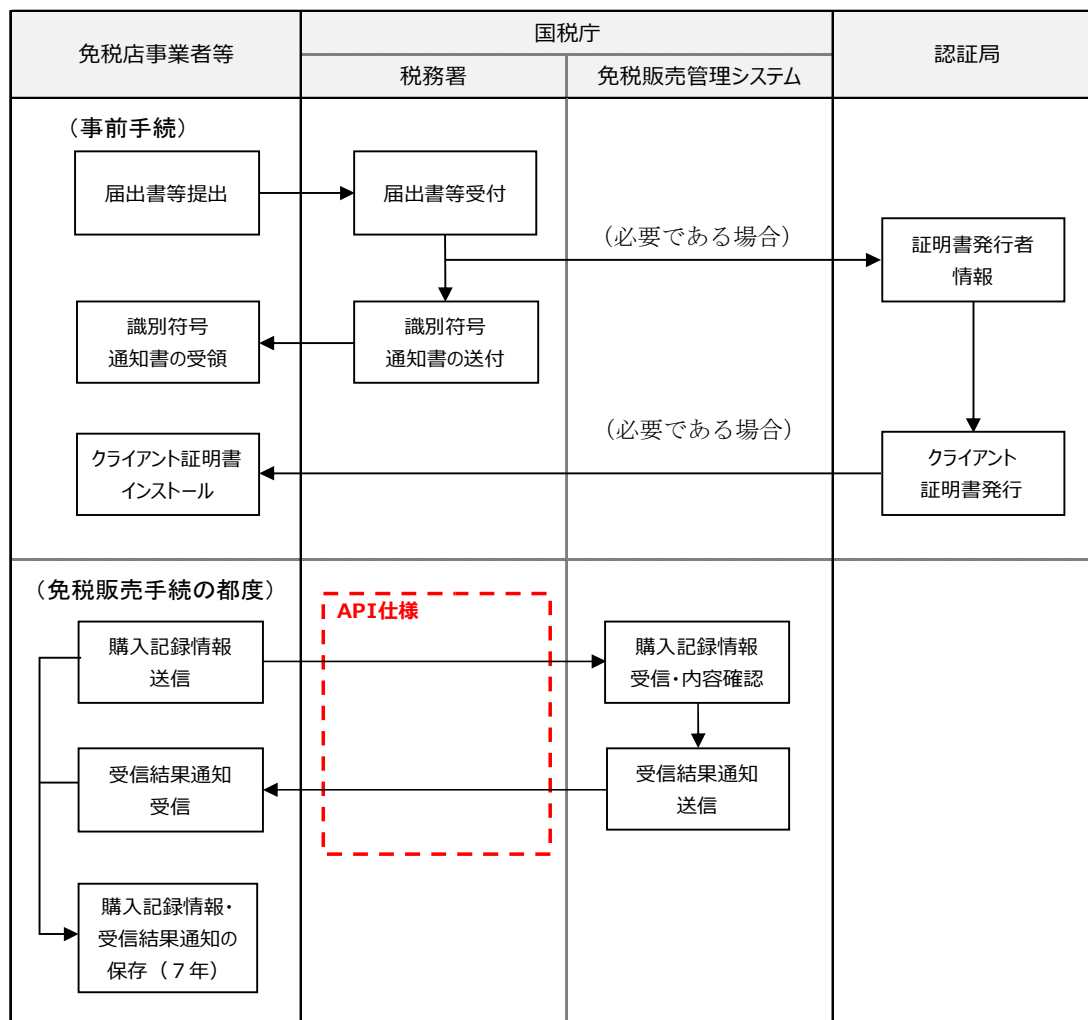 免税店事業者等
国税庁
認証局
税務署
免税販売管理システム
（事前手続）
届出書等提出
届出書等受付
（必要である場合）
証明書発行者
情報
識別符号
通知書の受領
識別符号
通知書の送付
（必要である場合）
クライアント証明書
インストール
クライアント
証明書発行
（免税販売手続の都度）
API仕様
購入記録情報
送信
購入記録情報
受信・内容確認
受信結果通知
受信
受信結果通知
送信
購入記録情報・
受信結果通知の
保存（７年）